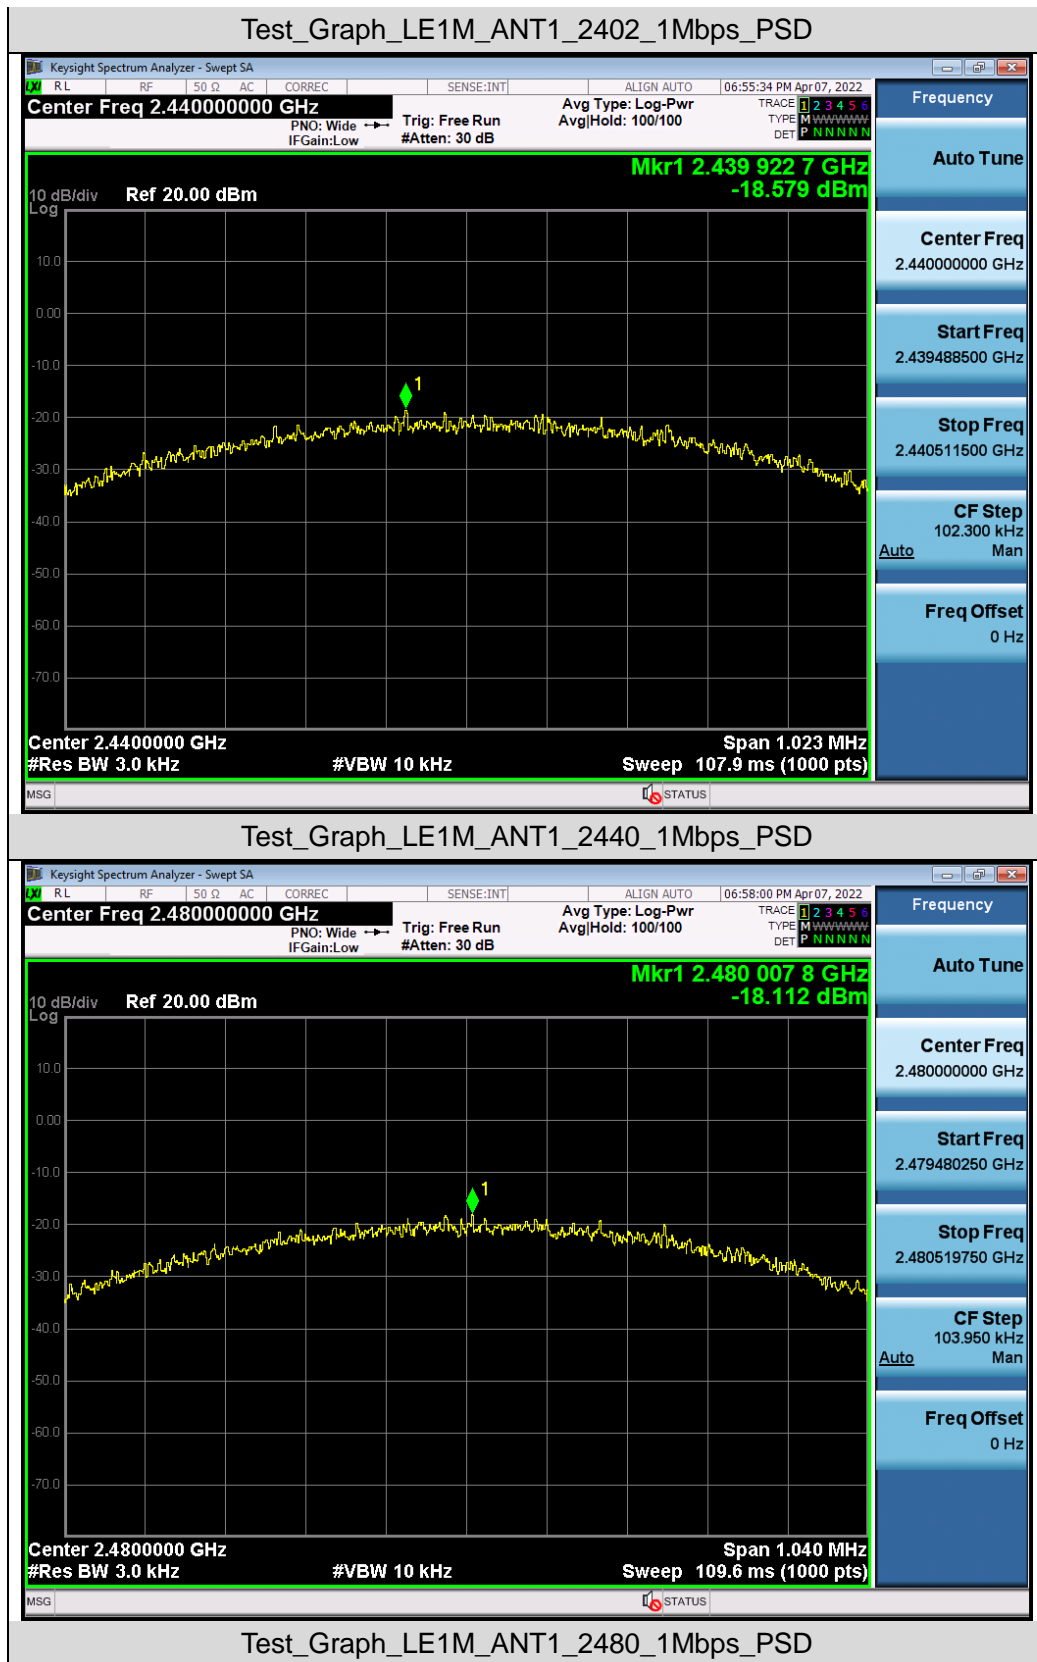 Test_Graph_LE1M_ANT1_2402_1Mbps_PSD
Keysight Spectrum Analyzer - Swept SA
LXI RL RF 50 Ω AC CORREC SENSE:INT ALIGN AUTO 06:55:34 PM Apr 07, 2022
Center Freq 2.440000000 GHz
PNO: Wide
IFGain:Low
Trig: Free Run
#Atten: 30 dB
Avg Type: Log-Pwr
Avg|Hold: 100/100
TRACE 1 2 3 4 5 6
TYPE M WWWWW
DET P N N N N N
Mkr1 2.439 922 7 GHz
-18.579 dBm
10 dB/div Ref 20.00 dBm
Log
10.0
0.00
-10.0
-20.0
-30.0
-40.0
-50.0
-60.0
-70.0
1
Center 2.4400000 GHz Span 1.023 MHz
#Res BW 3.0 kHz #VBW 10 kHz Sweep 107.9 ms (1000 pts)
MSG STATUS
Frequency
Auto Tune
Center Freq
2.440000000 GHz
Start Freq
2.439488500 GHz
Stop Freq
2.440511500 GHz
CF Step
102.300 kHz
Auto Man
Freq Offset
0 Hz
Test_Graph_LE1M_ANT1_2440_1Mbps_PSD
Keysight Spectrum Analyzer - Swept SA
LXI RL RF 50 Ω AC CORREC SENSE:INT ALIGN AUTO 06:58:00 PM Apr 07, 2022
Center Freq 2.480000000 GHz
PNO: Wide
IFGain:Low
Trig: Free Run
#Atten: 30 dB
Avg Type: Log-Pwr
Avg|Hold: 100/100
TRACE 1 2 3 4 5 6
TYPE M WWWWW
DET P N N N N N
Mkr1 2.480 007 8 GHz
-18.112 dBm
10 dB/div Ref 20.00 dBm
Log
10.0
0.00
-10.0
-20.0
-30.0
-40.0
-50.0
-60.0
-70.0
1
Center 2.4800000 GHz Span 1.040 MHz
#Res BW 3.0 kHz #VBW 10 kHz Sweep 109.6 ms (1000 pts)
MSG STATUS
Frequency
Auto Tune
Center Freq
2.480000000 GHz
Start Freq
2.479480250 GHz
Stop Freq
2.480519750 GHz
CF Step
103.950 kHz
Auto Man
Freq Offset
0 Hz
Test_Graph_LE1M_ANT1_2480_1Mbps_PSD